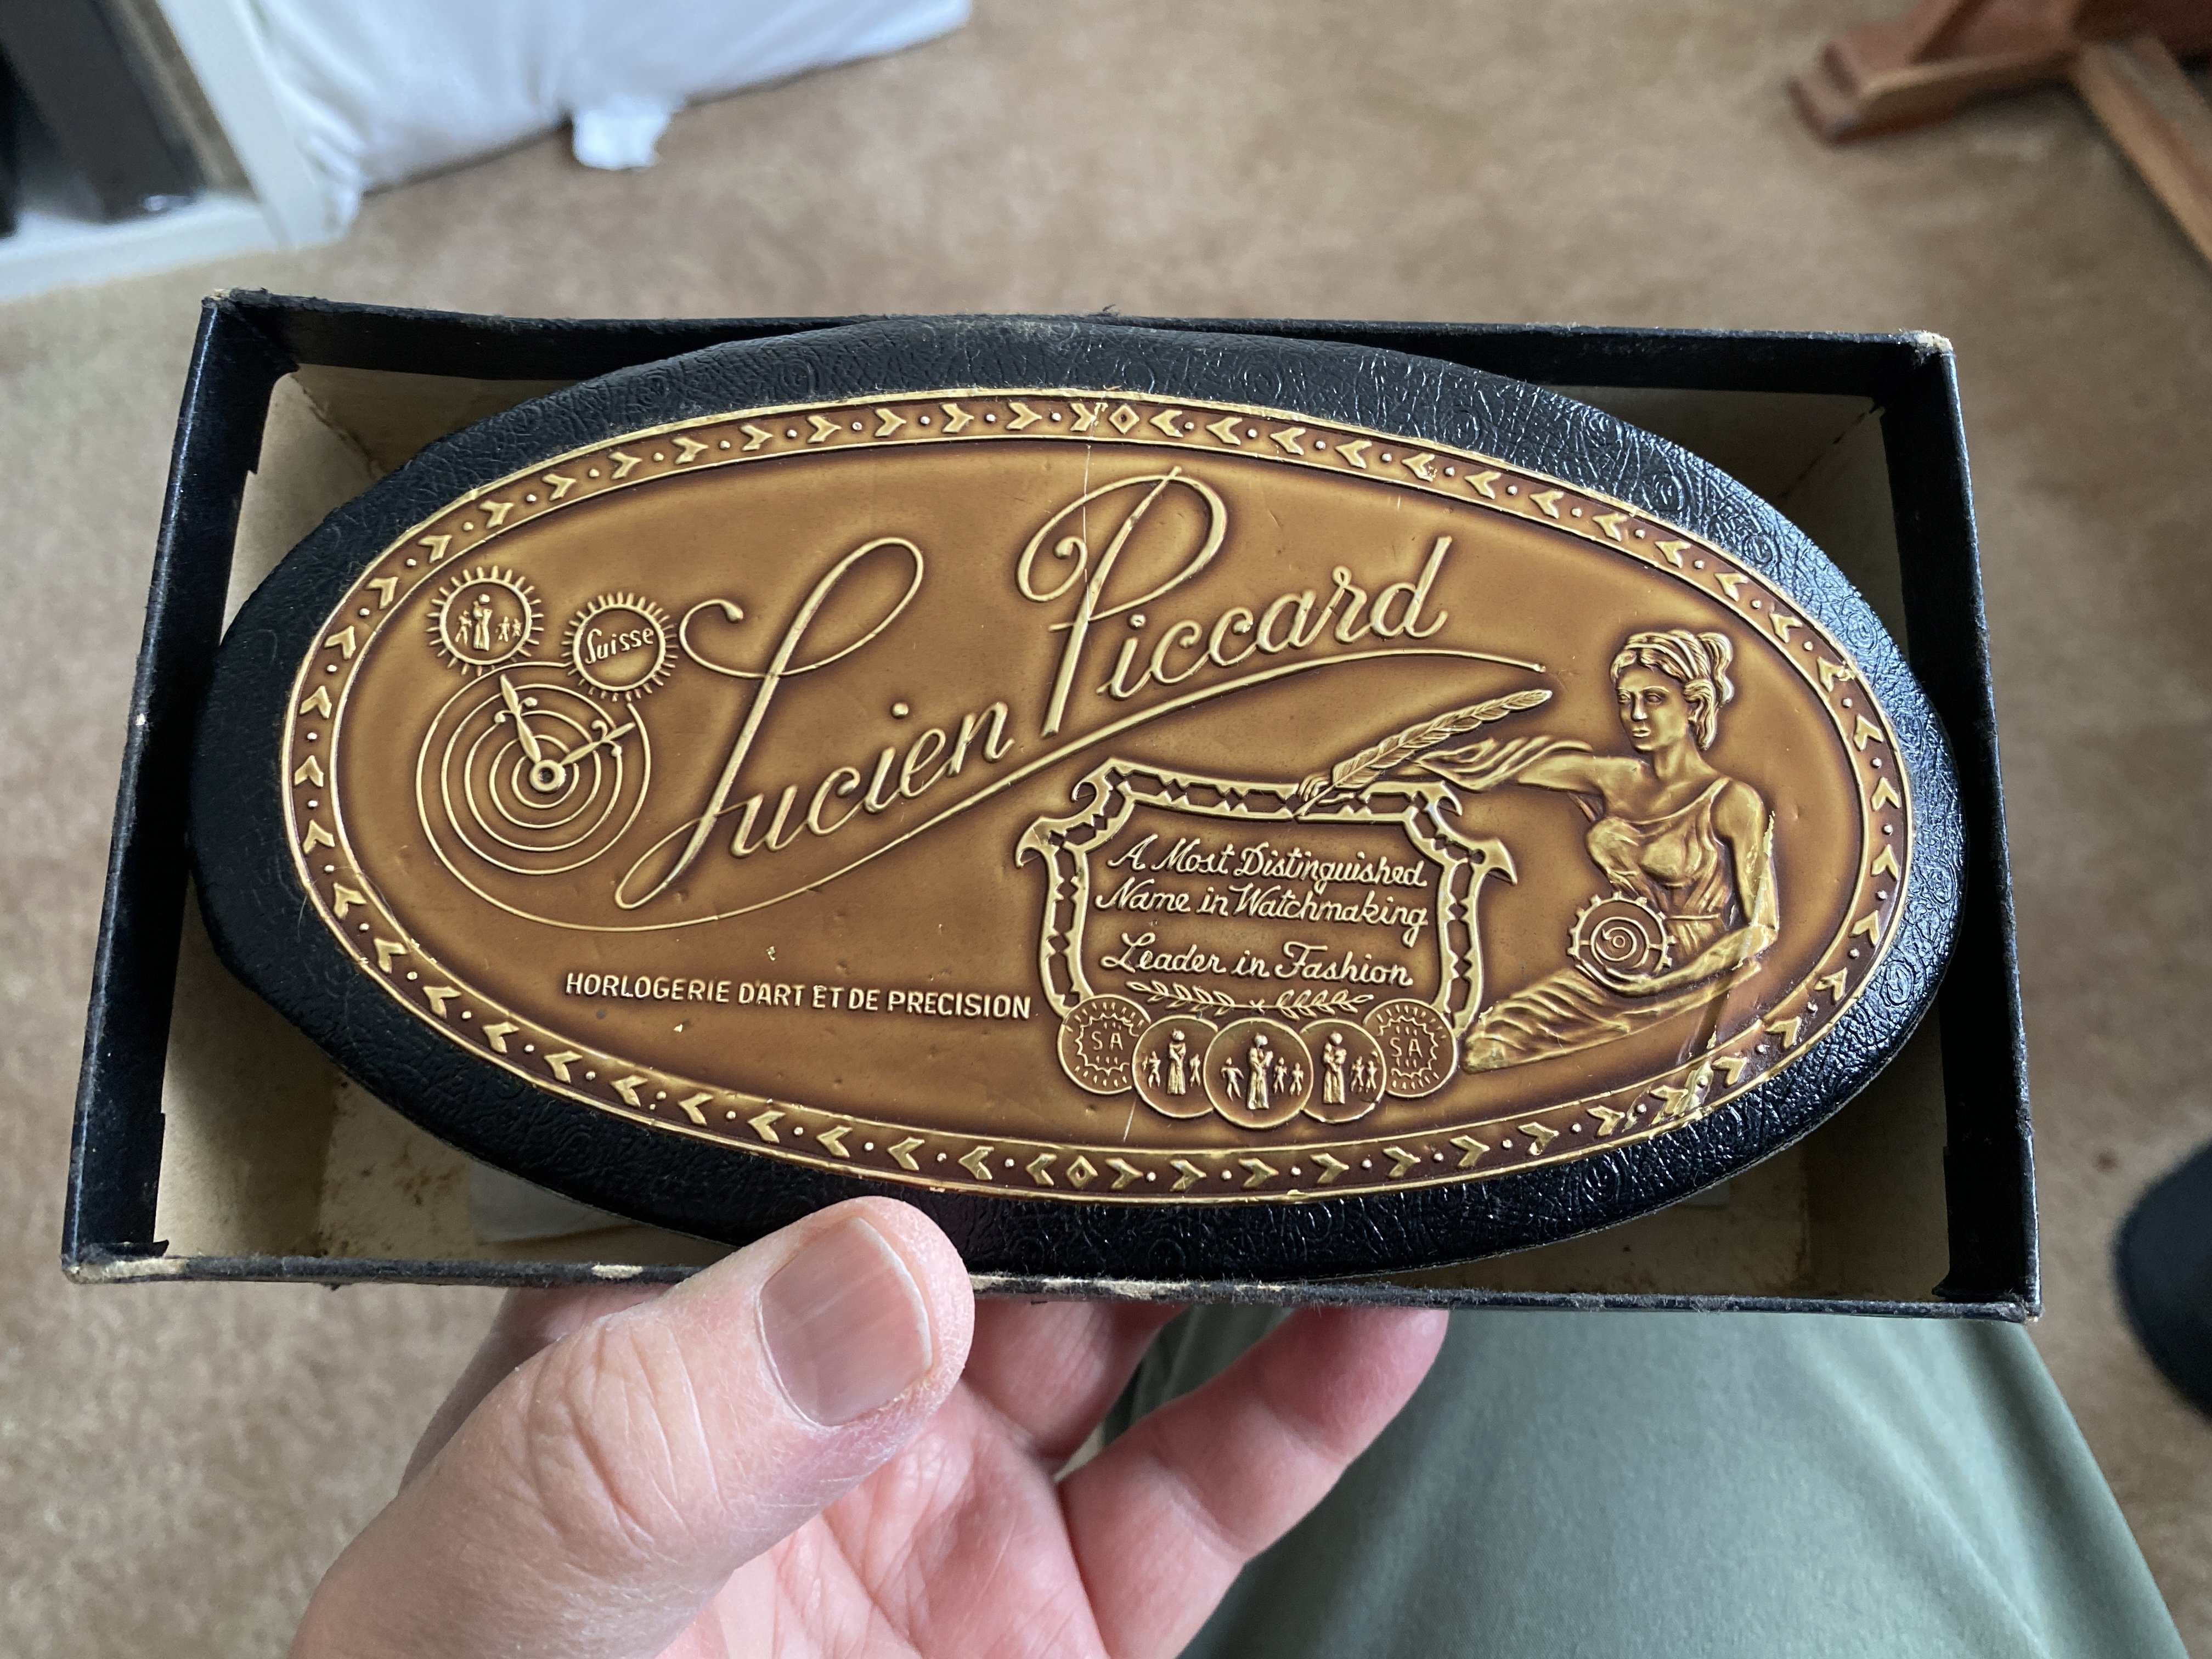 Lucien Piccard
Suisse
HORLOGERIE D'ART ET DE PRECISION
A Most Distinguished
Name in Watchmaking
Leader in Fashion
SA
SA